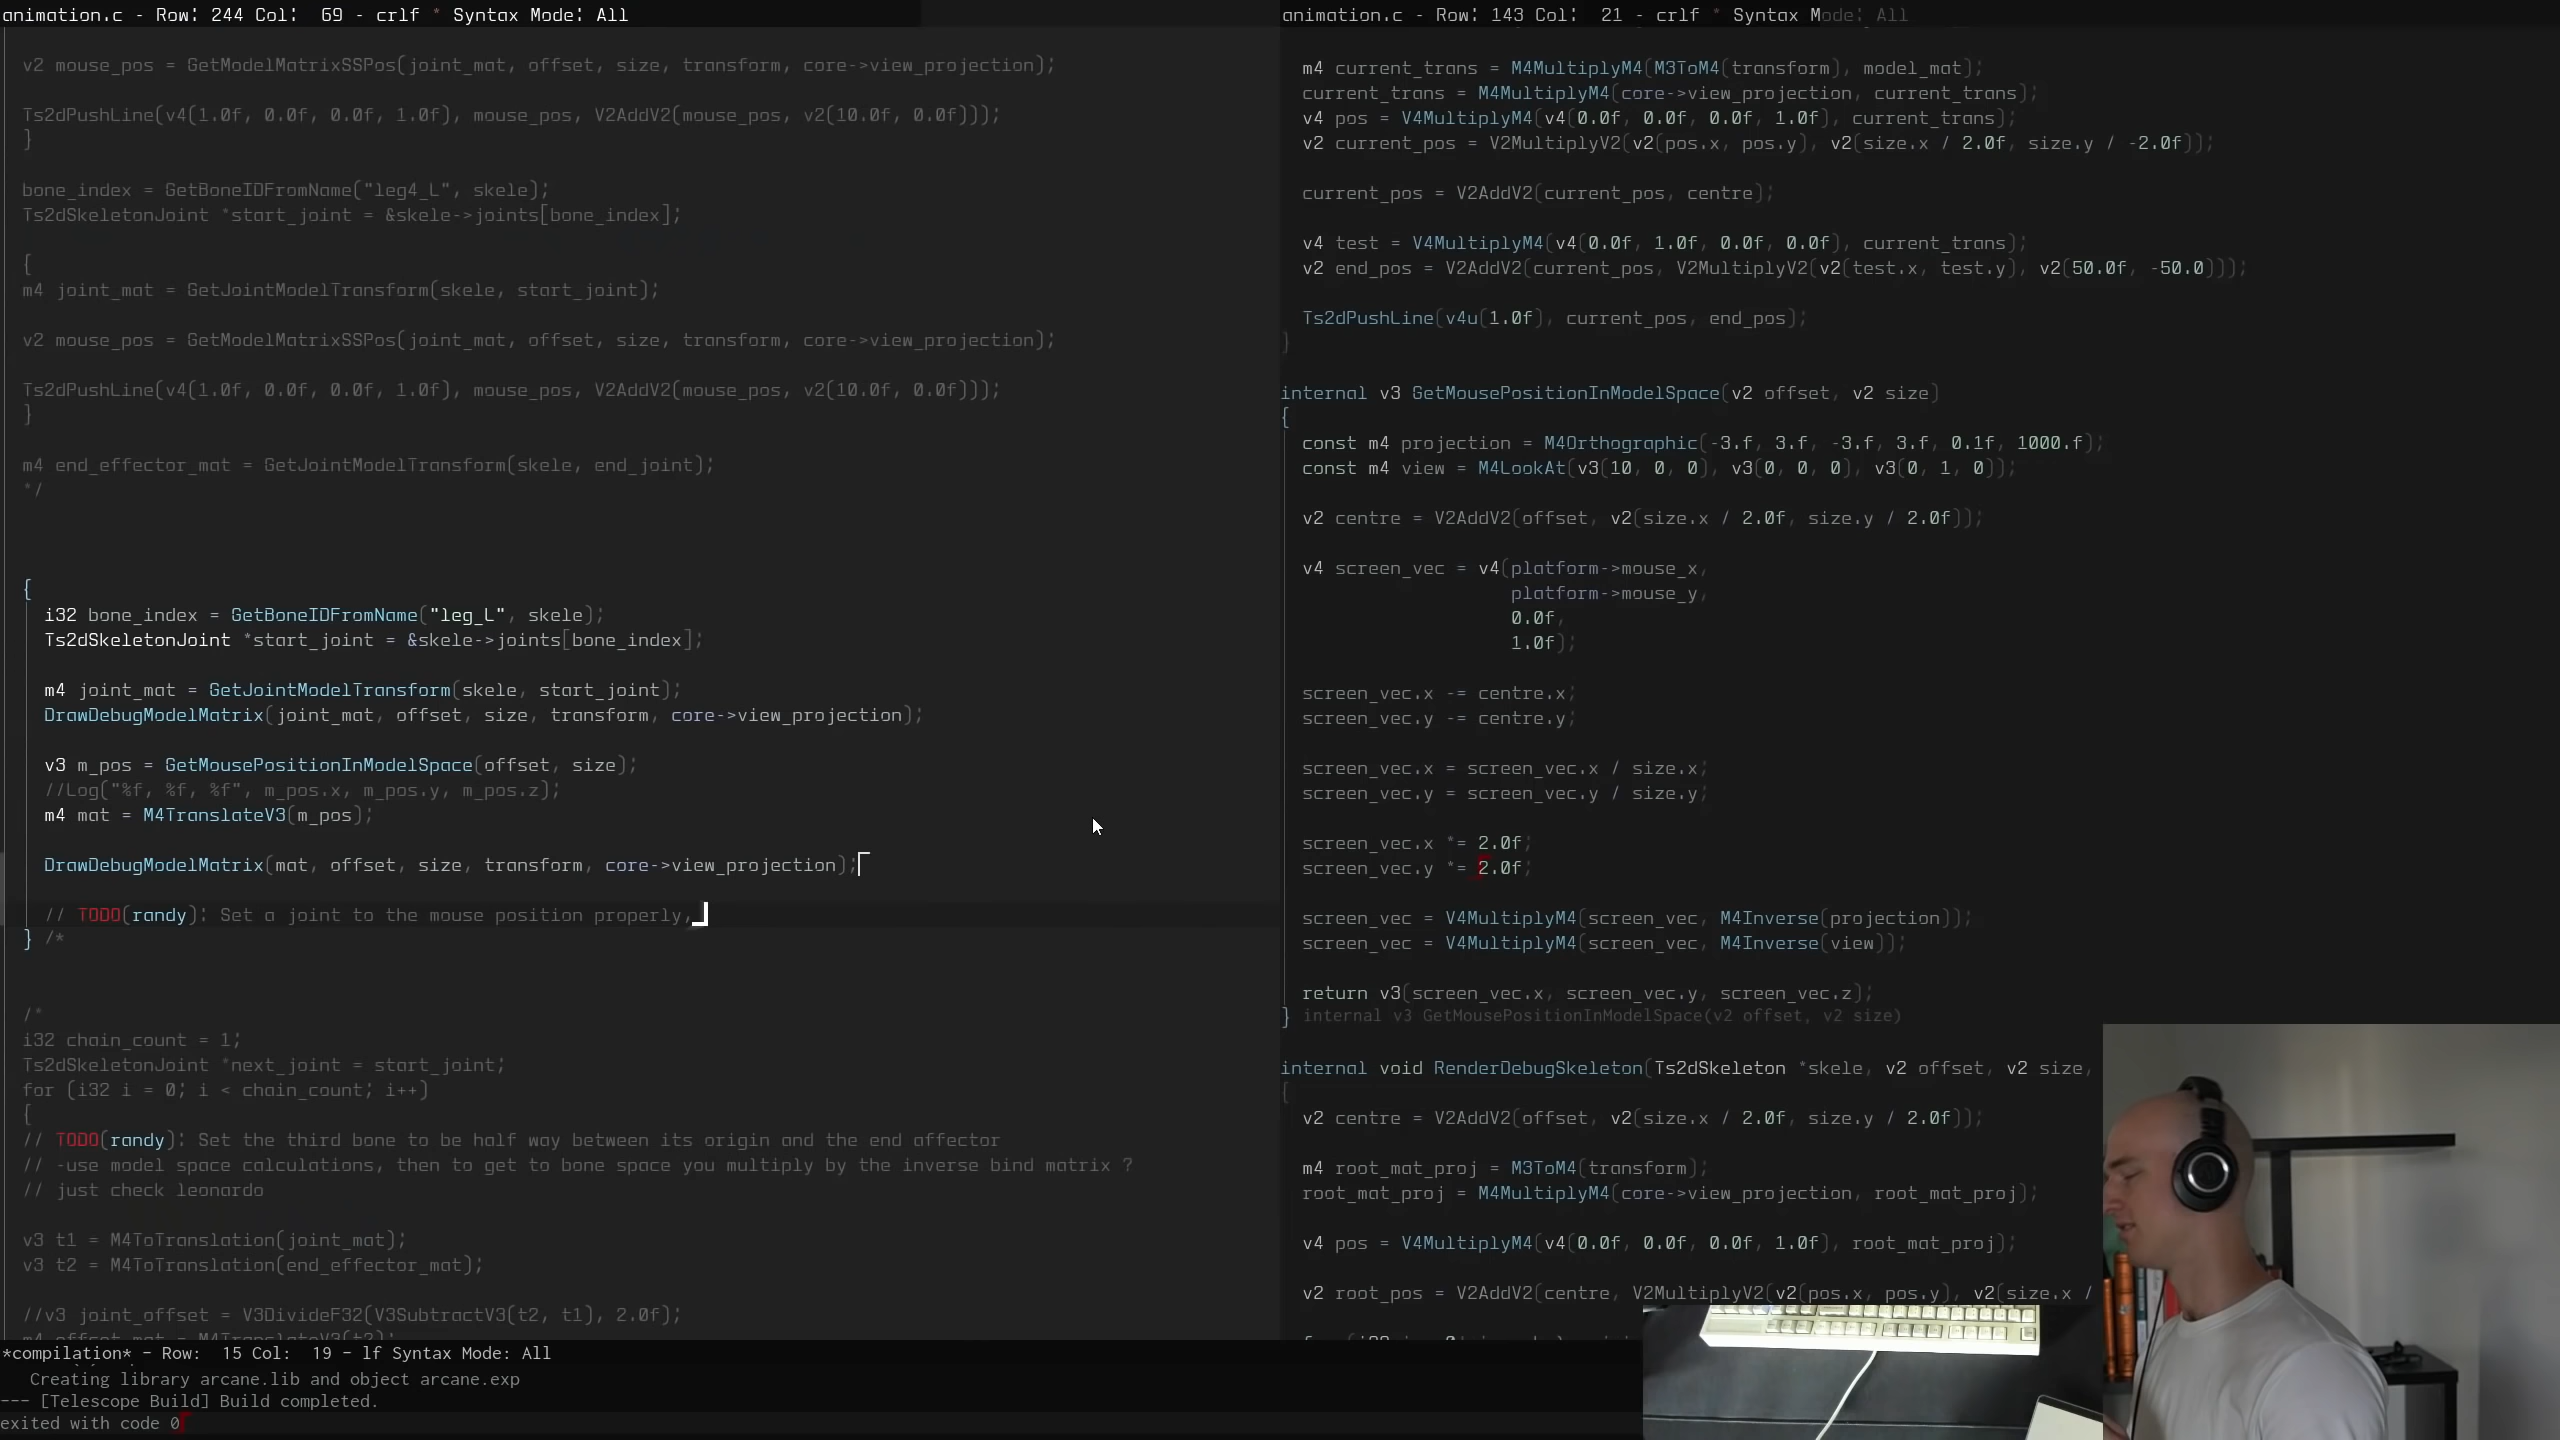 animation.c - Row: 244 Col:  69 - crlf * Syntax Mode: All
v2 mouse_pos = GetModelMatrixSSPos(joint_mat, offset, size, transform, core->view_projection);
Ts2dPushLine(v4(1.0f, 0.0f, 0.0f, 1.0f), mouse_pos, V2AddV2(mouse_pos, v2(10.0f, 0.0f)));
}
bone_index = GetBoneIDFromName("leg4_L", skele);
Ts2dSkeletonJoint *start_joint = &skele->joints[bone_index];
{
m4 joint_mat = GetJointModelTransform(skele, start_joint);
v2 mouse_pos = GetModelMatrixSSPos(joint_mat, offset, size, transform, core->view_projection);
Ts2dPushLine(v4(1.0f, 0.0f, 0.0f, 1.0f), mouse_pos, V2AddV2(mouse_pos, v2(10.0f, 0.0f)));
}
m4 end_effector_mat = GetJointModelTransform(skele, end_joint);
*/
{
i32 bone_index = GetBoneIDFromName("leg_L", skele);
Ts2dSkeletonJoint *start_joint = &skele->joints[bone_index];
m4 joint_mat = GetJointModelTransform(skele, start_joint);
DrawDebugModelMatrix(joint_mat, offset, size, transform, core->view_projection);
v3 m_pos = GetMousePositionInModelSpace(offset, size);
//Log("%f, %f, %f", m_pos.x, m_pos.y, m_pos.z);
m4 mat = M4TranslateV3(m_pos);
DrawDebugModelMatrix(mat, offset, size, transform, core->view_projection);
// TODO(randy): Set a joint to the mouse position properly,
} /*
/*
i32 chain_count = 1;
Ts2dSkeletonJoint *next_joint = start_joint;
for (i32 i = 0; i < chain_count; i++)
{
// TODO(randy): Set the third bone to be half way between its origin and the end affector
// -use model space calculations, then to get to bone space you multiply by the inverse bind matrix ?
// just check leonardo
v3 t1 = M4ToTranslation(joint_mat);
v3 t2 = M4ToTranslation(end_effector_mat);
//v3 joint_offset = V3DivideF32(V3SubtractV3(t2, t1), 2.0f);
m4 offset_mat = M4TranslateV3(t2);
animation.c - Row: 143 Col:  21 - crlf * Syntax Mode: All
m4 current_trans = M4MultiplyM4(M3ToM4(transform), model_mat);
current_trans = M4MultiplyM4(core->view_projection, current_trans);
v4 pos = V4MultiplyM4(v4(0.0f, 0.0f, 0.0f, 1.0f), current_trans);
v2 current_pos = V2MultiplyV2(v2(pos.x, pos.y), v2(size.x / 2.0f, size.y / -2.0f));
current_pos = V2AddV2(current_pos, centre);
v4 test = V4MultiplyM4(v4(0.0f, 1.0f, 0.0f, 0.0f), current_trans);
v2 end_pos = V2AddV2(current_pos, V2MultiplyV2(v2(test.x, test.y), v2(50.0f, -50.0)));
Ts2dPushLine(v4u(1.0f), current_pos, end_pos);
}
internal v3 GetMousePositionInModelSpace(v2 offset, v2 size)
{
const m4 projection = M4Orthographic(-3.f, 3.f, -3.f, 3.f, 0.1f, 1000.f);
const m4 view = M4LookAt(v3(10, 0, 0), v3(0, 0, 0), v3(0, 1, 0));
v2 centre = V2AddV2(offset, v2(size.x / 2.0f, size.y / 2.0f));
v4 screen_vec = v4(platform->mouse_x,
platform->mouse_y,
0.0f,
1.0f);
screen_vec.x -= centre.x;
screen_vec.y -= centre.y;
screen_vec.x = screen_vec.x / size.x;
screen_vec.y = screen_vec.y / size.y;
screen_vec.x *= 2.0f;
screen_vec.y *= 2.0f;
screen_vec = V4MultiplyM4(screen_vec, M4Inverse(projection));
screen_vec = V4MultiplyM4(screen_vec, M4Inverse(view));
return v3(screen_vec.x, screen_vec.y, screen_vec.z);
} internal v3 GetMousePositionInModelSpace(v2 offset, v2 size)
internal void RenderDebugSkeleton(Ts2dSkeleton *skele, v2 offset, v2 size,
{
v2 centre = V2AddV2(offset, v2(size.x / 2.0f, size.y / 2.0f));
m4 root_mat_proj = M3ToM4(transform);
root_mat_proj = M4MultiplyM4(core->view_projection, root_mat_proj);
v4 pos = V4MultiplyM4(v4(0.0f, 0.0f, 0.0f, 1.0f), root_mat_proj);
v2 root_pos = V2AddV2(centre, V2MultiplyV2(v2(pos.x, pos.y), v2(size.x /
*compilation* - Row:  15 Col:  19 - lf Syntax Mode: All
Creating library arcane.lib and object arcane.exp
--- [Telescope Build] Build completed.
exited with code 0